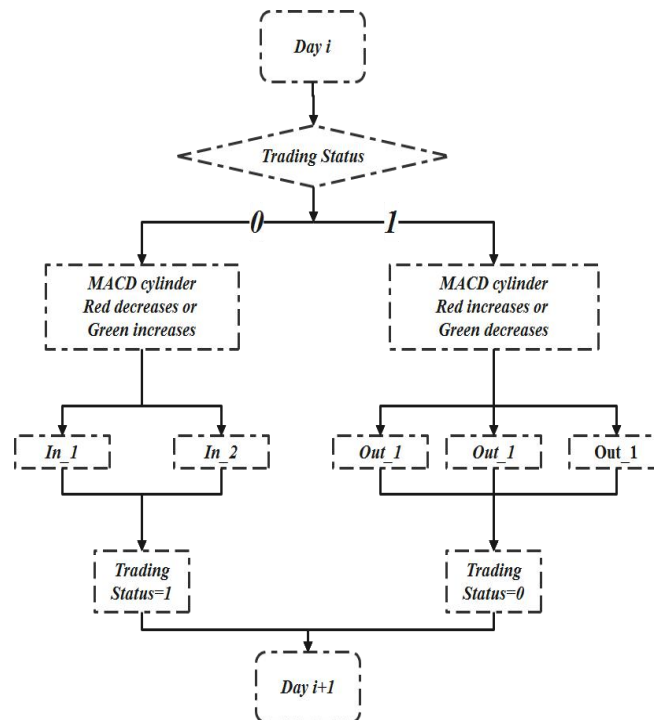 Day i
Trading Status
0 1
MACD cylinder
Red decreases or
Green increases
MACD cylinder
Red increases or
Green decreases
In_1
In_2
Out_1
Out_1
Out_1
Trading
Status=1
Trading
Status=0
Day i+1